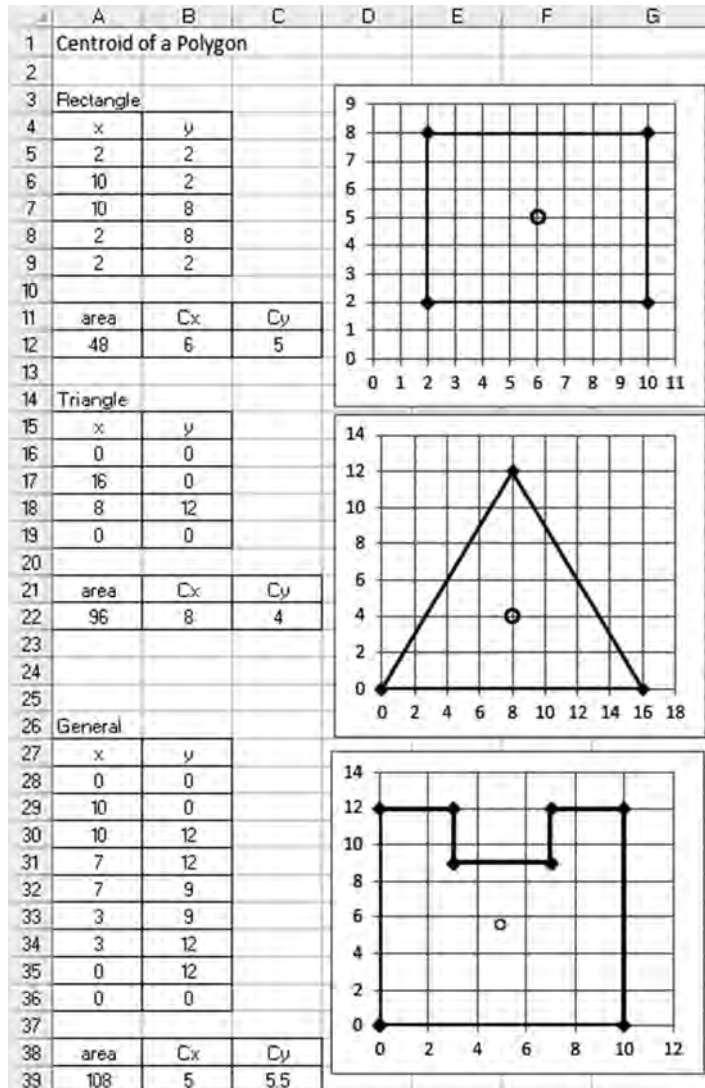 A B C D E F G
1 Centroid of a Polygon
2
3 Rectangle
4 x y
5 2 2
6 10 2
7 10 8
8 2 8
9 2 2
10
11 area Cx Cy
12 48 6 5
13
14 Triangle
15 x y
16 0 0
17 16 0
18 8 12
19 0 0
20
21 area Cx Cy
22 96 8 4
23
24
25
26 General
27 x y
28 0 0
29 10 0
30 10 12
31 7 12
32 7 9
33 3 9
34 3 12
35 0 12
36 0 0
37
38 area Cx Cy
39 108 5 5.5
9
8
7
6
5
4
3
2
1
0
0 1 2 3 4 5 6 7 8 9 10 11
14
12
10
8
6
4
2
0
0 2 4 6 8 10 12 14 16 18
14
12
10
8
6
4
2
0
0 2 4 6 8 10 12